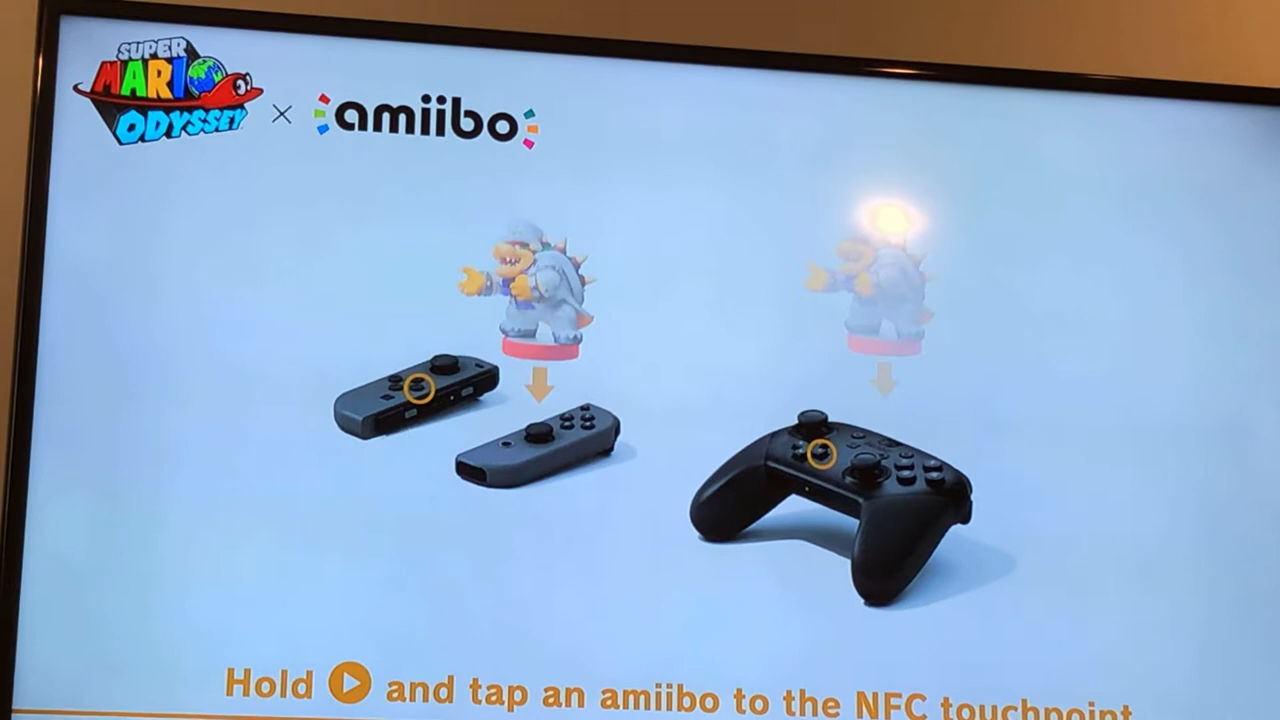 SUPER
MARIO
ODYSSEY
× amiibo
Hold and tap an amiibo to the NFC touchpoint